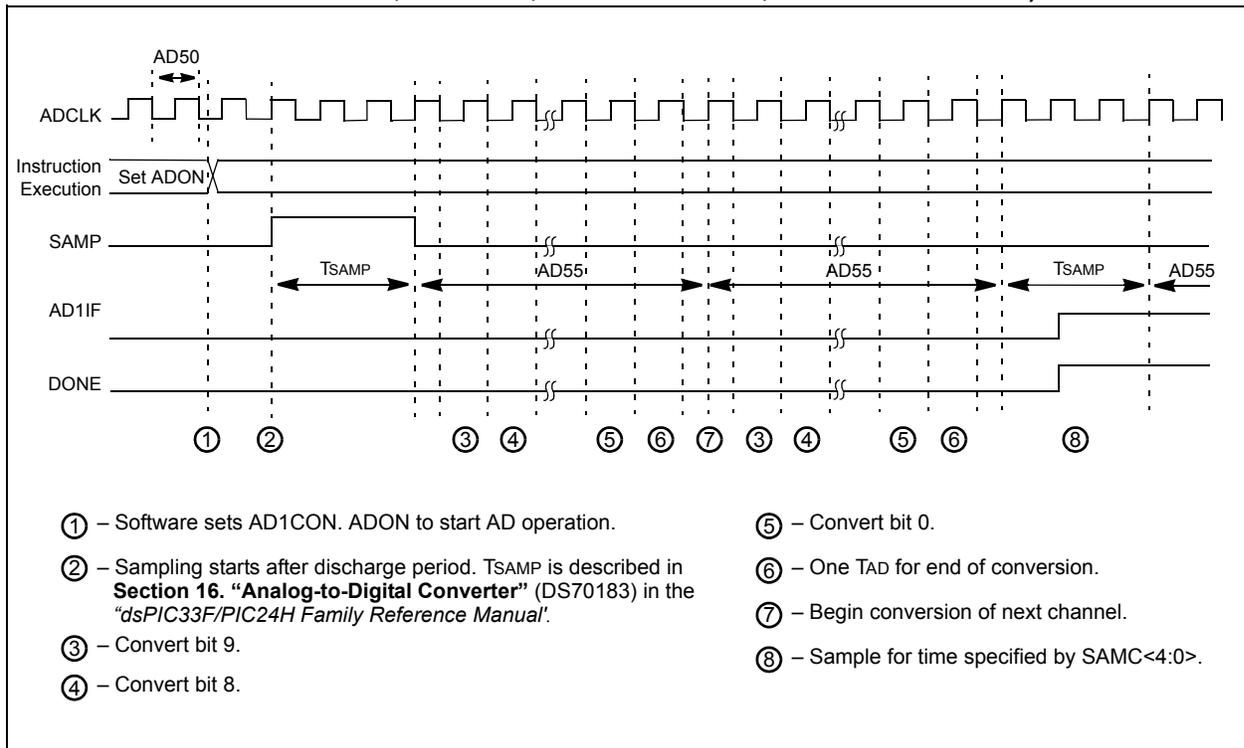 AD50
ADCLK
Instruction
Execution
Set ADON
SAMP
TSAMP
AD55
AD55
TSAMP
AD55
AD1IF
DONE
1 2 3 4 5 6 7 3 4 5 6 8
1 – Software sets AD1CON. ADON to start AD operation.
2 – Sampling starts after discharge period. TSAMP is described in
Section 16. “Analog-to-Digital Converter” (DS70183) in the
“dsPIC33F/PIC24H Family Reference Manual'.
3 – Convert bit 9.
4 – Convert bit 8.
5 – Convert bit 0.
6 – One TAD for end of conversion.
7 – Begin conversion of next channel.
8 – Sample for time specified by SAMC<4:0>.